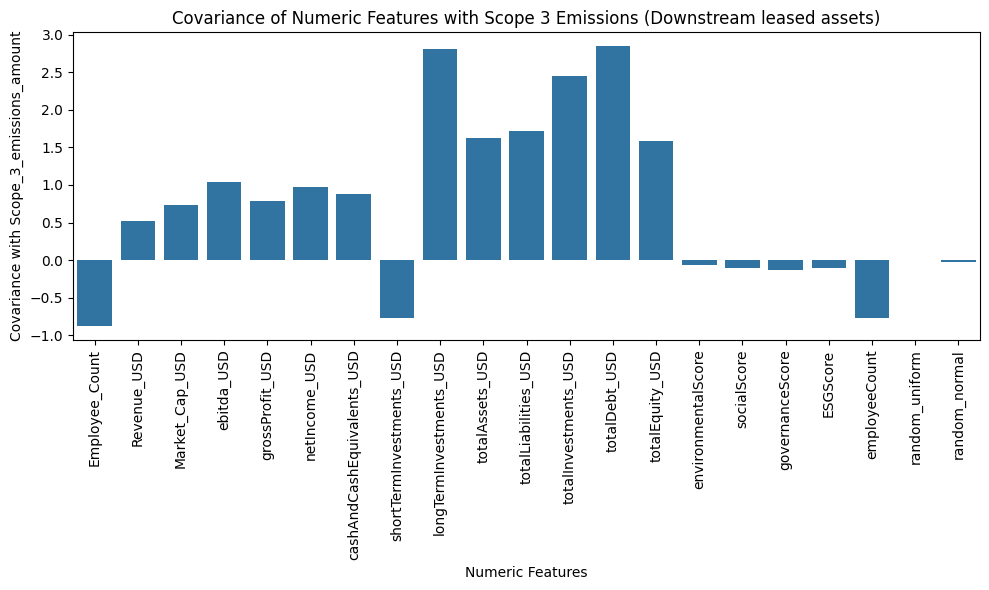 Covariance of Numeric Features with Scope 3 Emissions (Downstream leased assets)
Covariance with Scope_3_emissions_amount
3.0
2.5
2.0
1.5
1.0
0.5
0.0
−0.5
−1.0
Employee_Count
Revenue_USD
Market_Cap_USD
ebitda_USD
grossProfit_USD
netIncome_USD
cashAndCashEquivalents_USD
shortTermInvestments_USD
longTermInvestments_USD
totalAssets_USD
totalLiabilities_USD
totalInvestments_USD
totalDebt_USD
totalEquity_USD
environmentalScore
socialScore
governanceScore
ESGScore
employeeCount
random_uniform
random_normal
Numeric Features